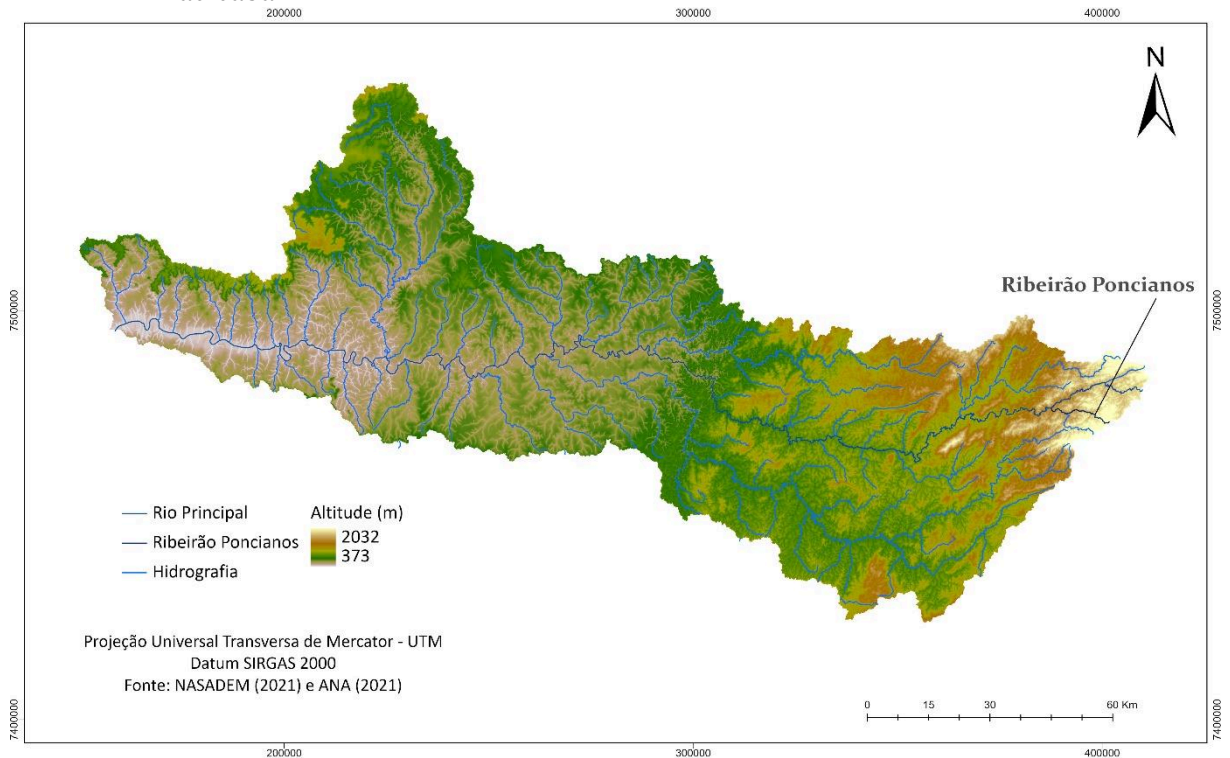 200000 300000 400000
N
7500000 7500000
Ribeirão Poncianos
Rio Principal
Ribeirão Poncianos
Hidrografia
Altitude (m)
2032
373
Projeção Universal Transversa de Mercator - UTM
Datum SIRGAS 2000
Fonte: NASADEM (2021) e ANA (2021)
0 15 30 60 Km
7400000 7400000
200000 300000 400000